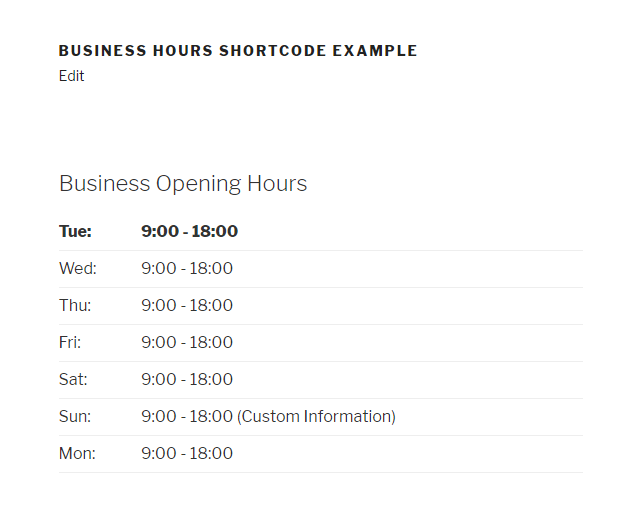 BUSINESS HOURS SHORTCODE EXAMPLE
Edit
Business Opening Hours
Tue: 9:00 - 18:00
Wed: 9:00 - 18:00
Thu: 9:00 - 18:00
Fri: 9:00 - 18:00
Sat: 9:00 - 18:00
Sun: 9:00 - 18:00 (Custom Information)
Mon: 9:00 - 18:00